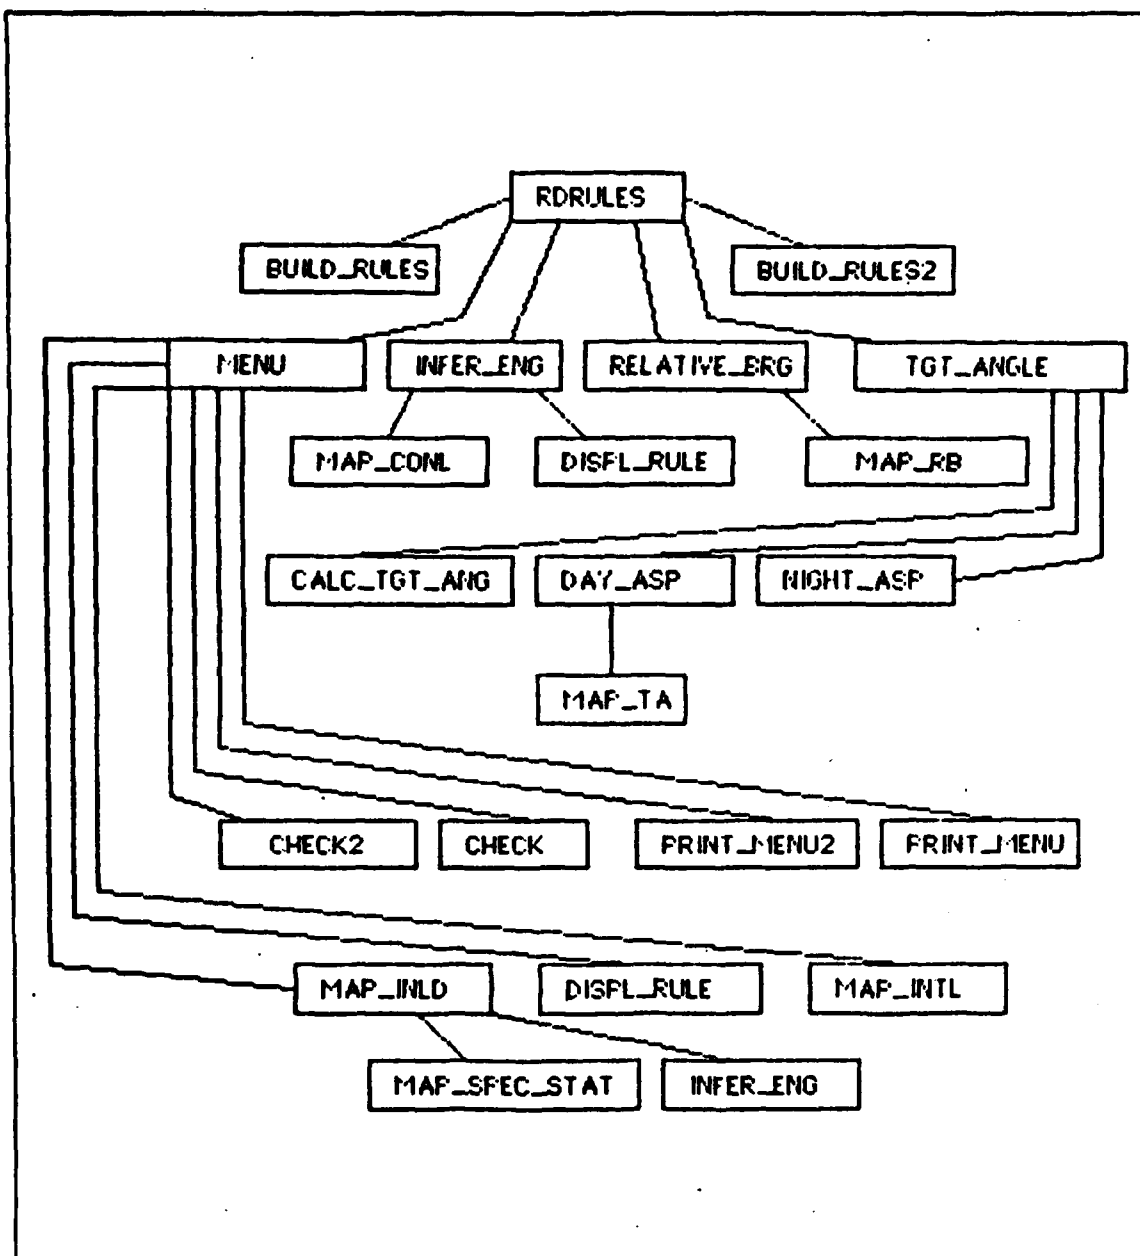 RDRULES
BUILD_RULES
BUILD_RULES2
MENU
INFER_ENG
RELATIVE_BRG
TGT_ANGLE
MAP_CONL
DISPL_RULE
MAP_RB
CALC_TGT_ANG
DAY_ASP
NIGHT_ASP
MAP_TA
CHECK2
CHECK
PRINT_MENU2
PRINT_MENU
MAP_INLD
DISPL_RULE
MAP_INTL
MAP_SPEC_STAT
INFER_ENG